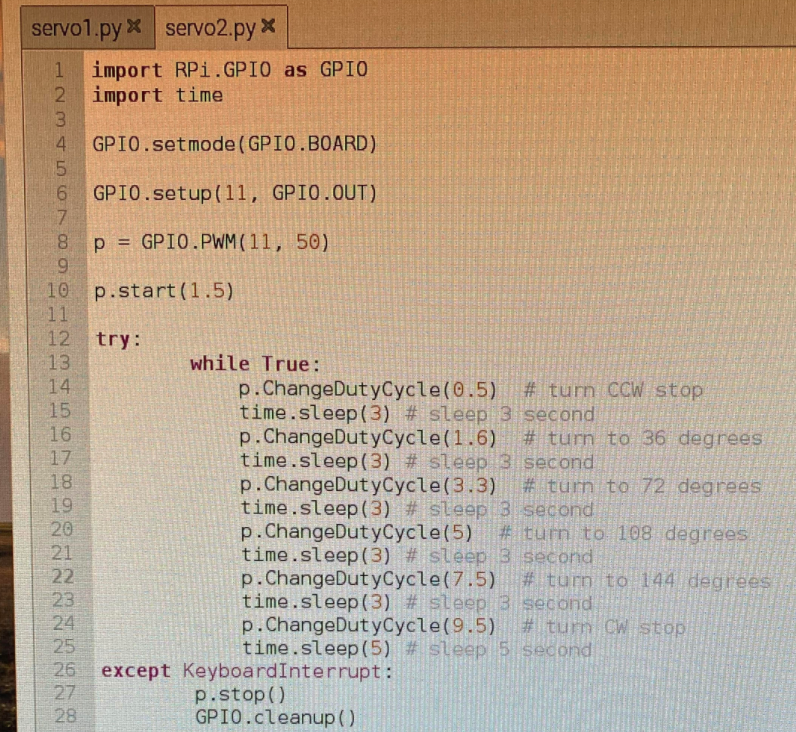 servo1.py ✖ servo2.py ✖
1 import RPi.GPIO as GPIO
2 import time
3
4 GPIO.setmode(GPIO.BOARD)
5
6 GPIO.setup(11, GPIO.OUT)
7
8 p = GPIO.PWM(11, 50)
9
10 p.start(1.5)
11
12 try:
13         while True:
14             p.ChangeDutyCycle(0.5)  # turn CCW stop
15             time.sleep(3) # sleep 3 second
16             p.ChangeDutyCycle(1.6)  # turn to 36 degrees
17             time.sleep(3) # sleep 3 second
18             p.ChangeDutyCycle(3.3)  # turn to 72 degrees
19             time.sleep(3) # sleep 3 second
20             p.ChangeDutyCycle(5)  # turn to 108 degrees
21             time.sleep(3) # sleep 3 second
22             p.ChangeDutyCycle(7.5)  # turn to 144 degrees
23             time.sleep(3) # sleep 3 second
24             p.ChangeDutyCycle(9.5)  # turn CW stop
25             time.sleep(5) # sleep 5 second
26 except KeyboardInterrupt:
27         p.stop()
28         GPIO.cleanup()